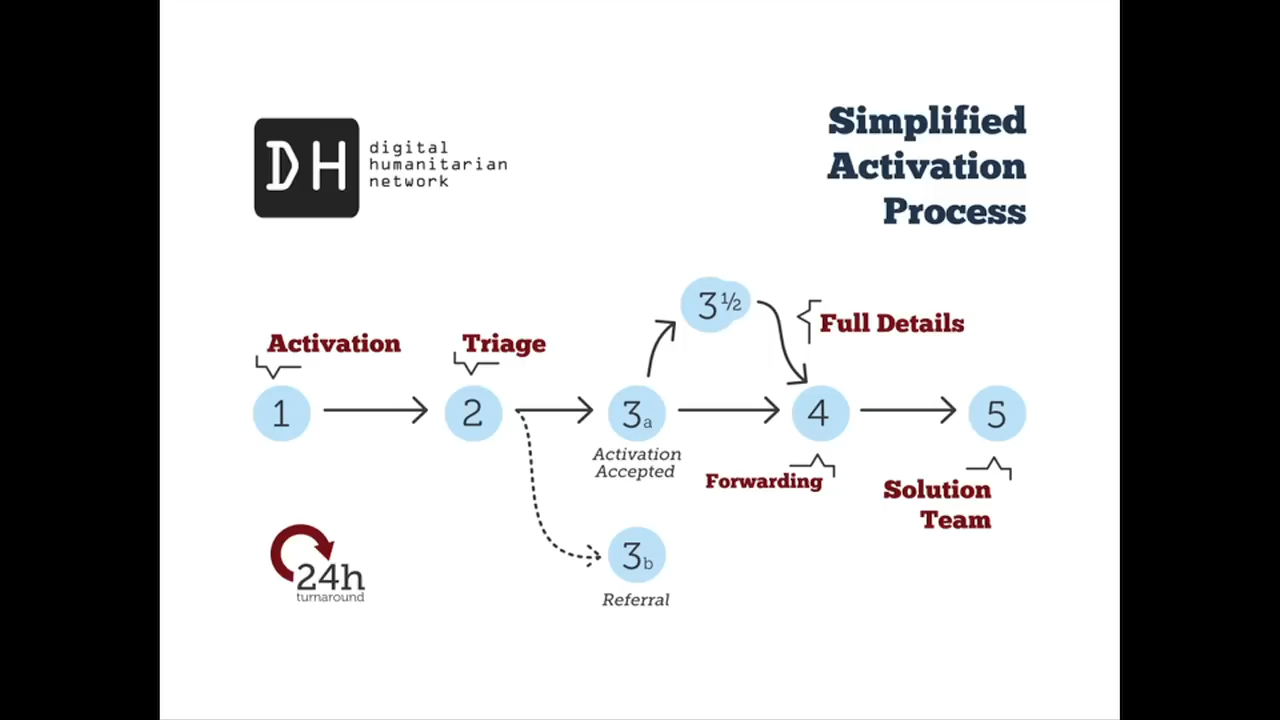 DH
digital
humanitarian
network
Simplified
Activation
Process
3½
Full Details
Activation
Triage
1
2
3a
4
5
Activation
Accepted
Forwarding
Solution
Team
3b
Referral
24h
turnaround